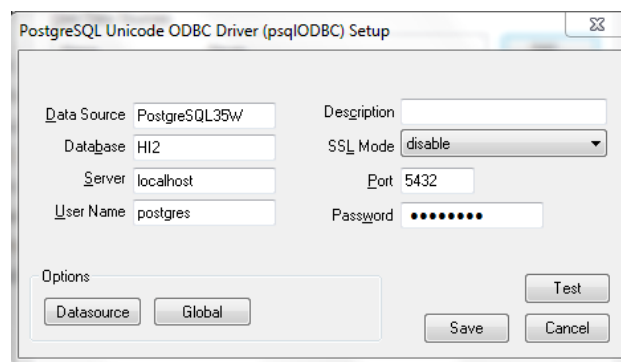 PostgreSQL Unicode ODBC Driver (psqlODBC) Setup
Data Source PostgreSQL35W Description
Database HI2 SSL Mode disable
Server localhost Port 5432
User Name postgres Password ••••••••
Options
Datasource Global
Test
Save Cancel